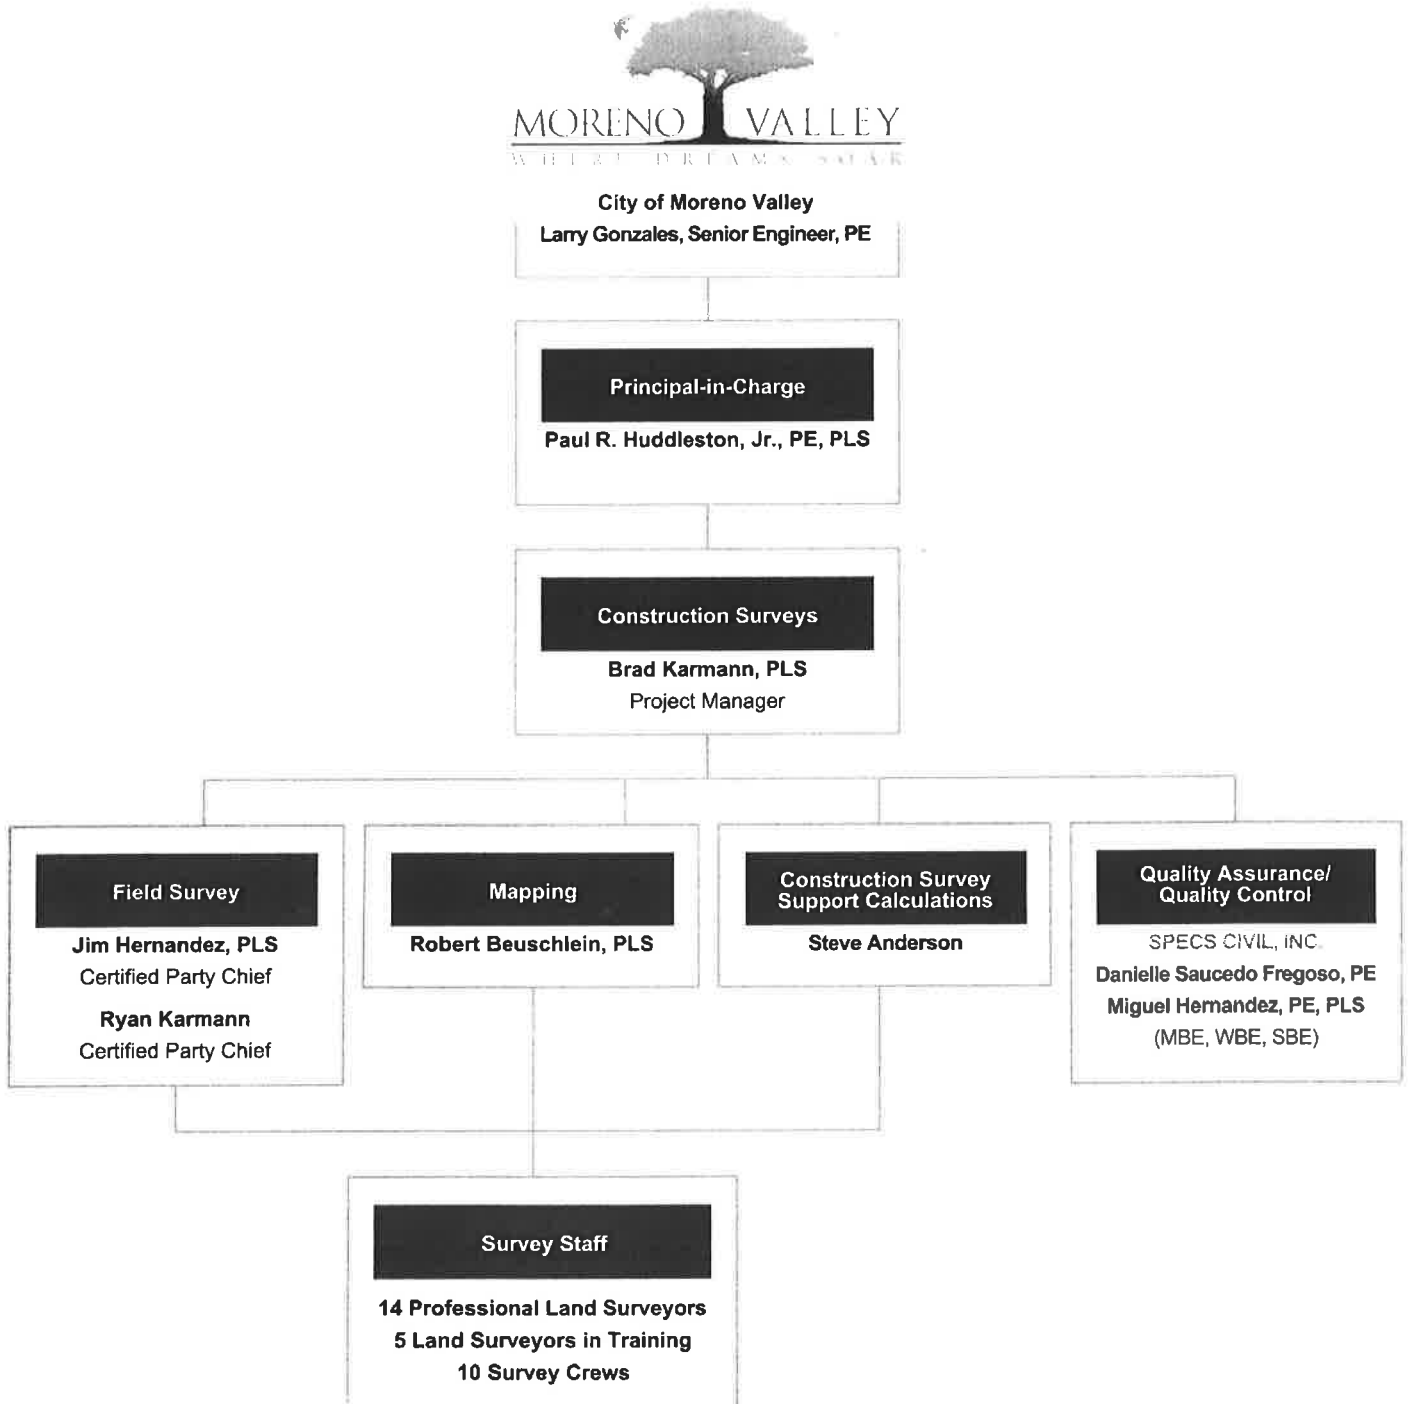 MORENO VALLEY
WHERE DREAMS SOAR
City of Moreno Valley
Larry Gonzales, Senior Engineer, PE
Principal-in-Charge
Paul R. Huddleston, Jr., PE, PLS
Construction Surveys
Brad Karmann, PLS
Project Manager
Field Survey
Jim Hernandez, PLS
Certified Party Chief
Ryan Karmann
Certified Party Chief
Mapping
Robert Beuschlein, PLS
Construction Survey
Support Calculations
Steve Anderson
Quality Assurance/
Quality Control
SPECS CIVIL, INC.
Danielle Saucedo Fregoso, PE
Miguel Hernandez, PE, PLS
(MBE, WBE, SBE)
Survey Staff
14 Professional Land Surveyors
5 Land Surveyors in Training
10 Survey Crews